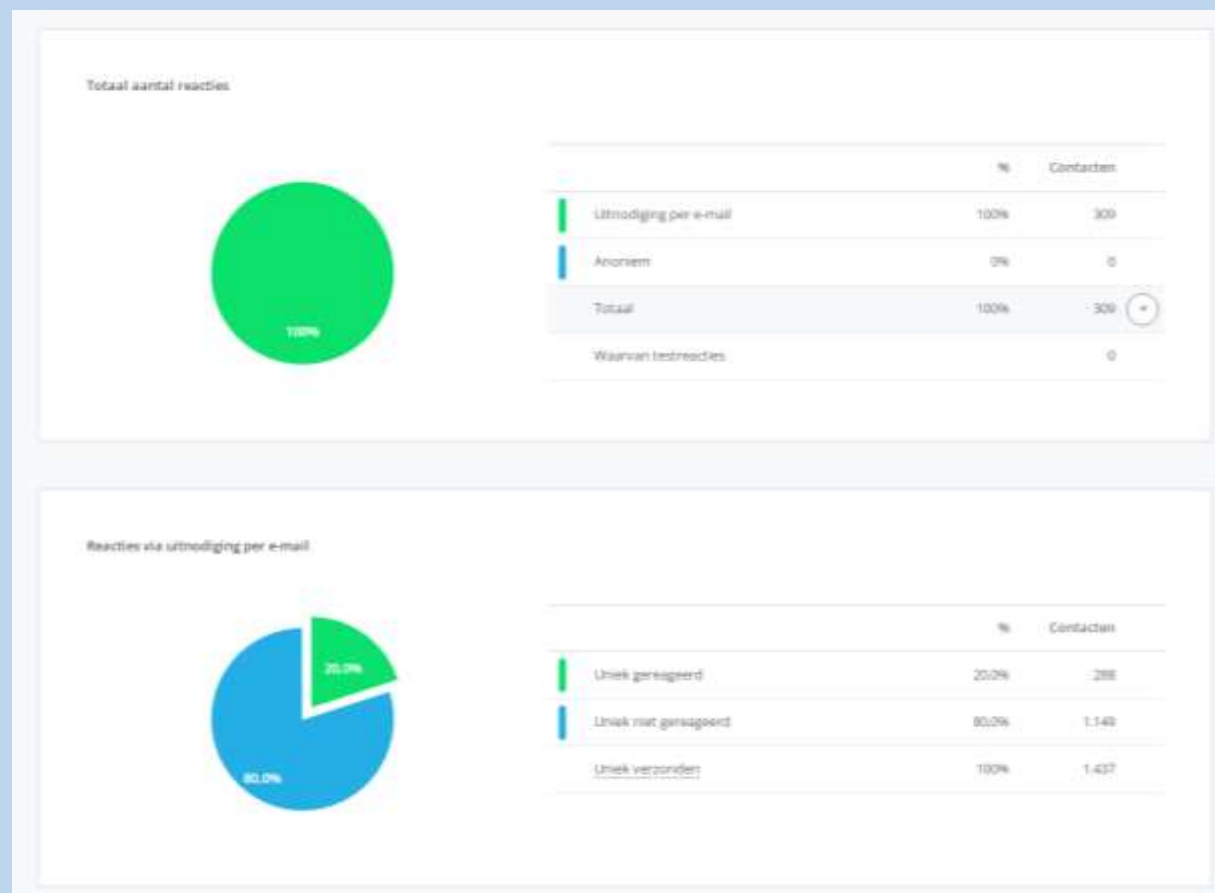 Totaal aantal reacties
% Contacten
Uitnodiging per e-mail 100% 309
Anoniem 0% 0
Totaal 100% 309
Waarvan testreacties 0
100%
Reacties via uitnodiging per e-mail
% Contacten
Uniek gereageerd 20,0% 288
Uniek niet gereageerd 80,0% 1.149
Uniek verzonden 100% 1.437
20,0%
80,0%